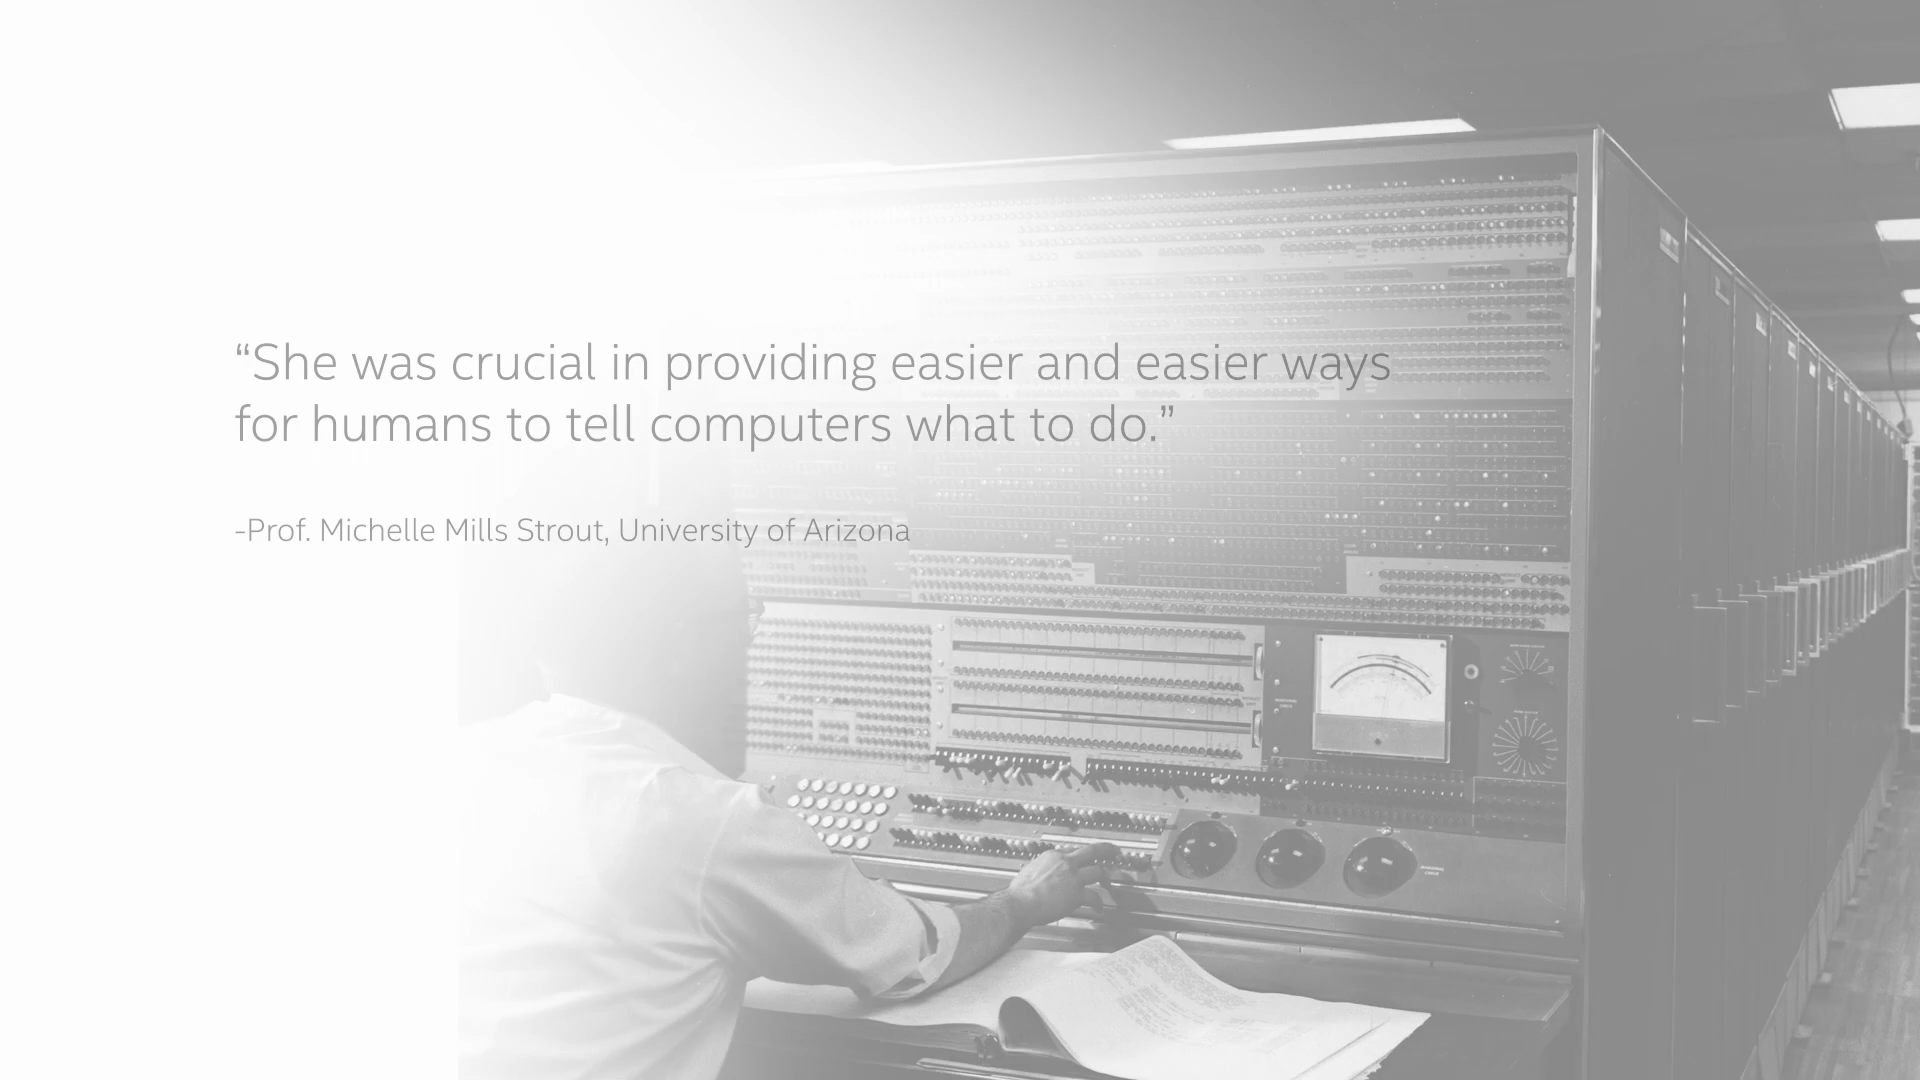 “She was crucial in providing easier and easier ways
for humans to tell computers what to do.”
-Prof. Michelle Mills Strout, University of Arizona